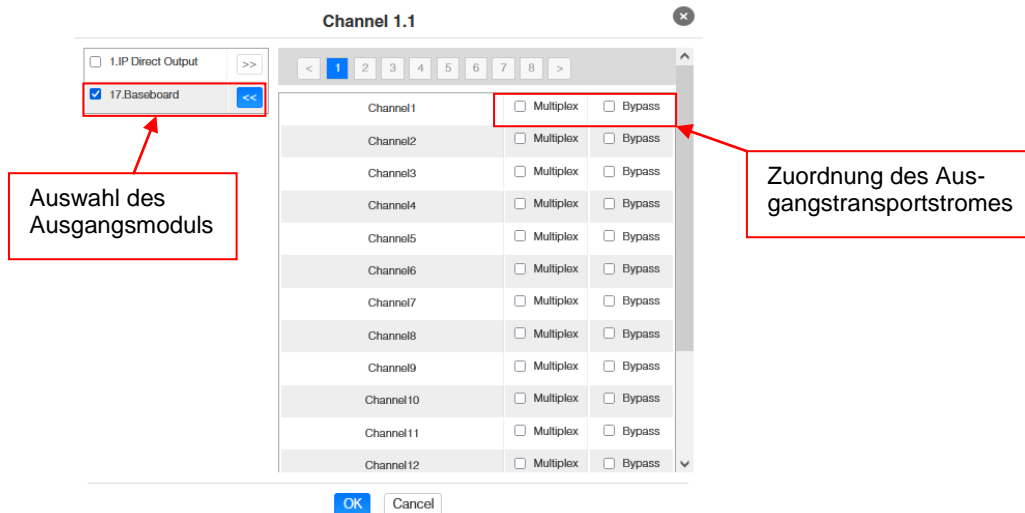 Channel 1.1
1.IP Direct Output >>
17.Baseboard <<
< 1 2 3 4 5 6 7 8 >
Channel1 Multiplex Bypass
Channel2 Multiplex Bypass
Channel3 Multiplex Bypass
Channel4 Multiplex Bypass
Channel5 Multiplex Bypass
Channel6 Multiplex Bypass
Channel7 Multiplex Bypass
Channel8 Multiplex Bypass
Channel9 Multiplex Bypass
Channel10 Multiplex Bypass
Channel11 Multiplex Bypass
Channel12 Multiplex Bypass
OK Cancel
Auswahl des
Ausgangsmoduls
Zuordnung des Aus-
gangstransportstromes